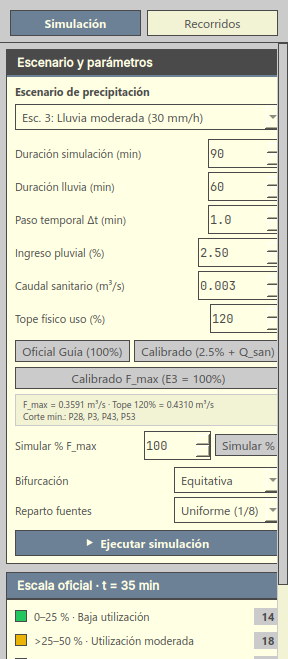 Simulación
Recorridos
Escenario y parámetros
Escenario de precipitación
Esc. 3: Lluvia moderada (30 mm/h)
Duración simulación (min) 90
Duración lluvia (min) 60
Paso temporal Δt (min) 1.0
Ingreso pluvial (%) 2.50
Caudal sanitario (m³/s) 0.003
Tope físico uso (%) 120
Oficial Guía (100%) Calibrado (2.5% + Q_san)
Calibrado F_max (E3 = 100%)
F_max = 0.3591 m³/s · Tope 120% = 0.4310 m³/s
Corte mín.: P28, P3, P43, P53
Simular % F_max 100 Simular %
Bifurcación Equitativa
Reparto fuentes Uniforme (1/8)
▶ Ejecutar simulación
Escala oficial · t = 35 min
0–25 % · Baja utilización 14
>25–50 % · Utilización moderada 18